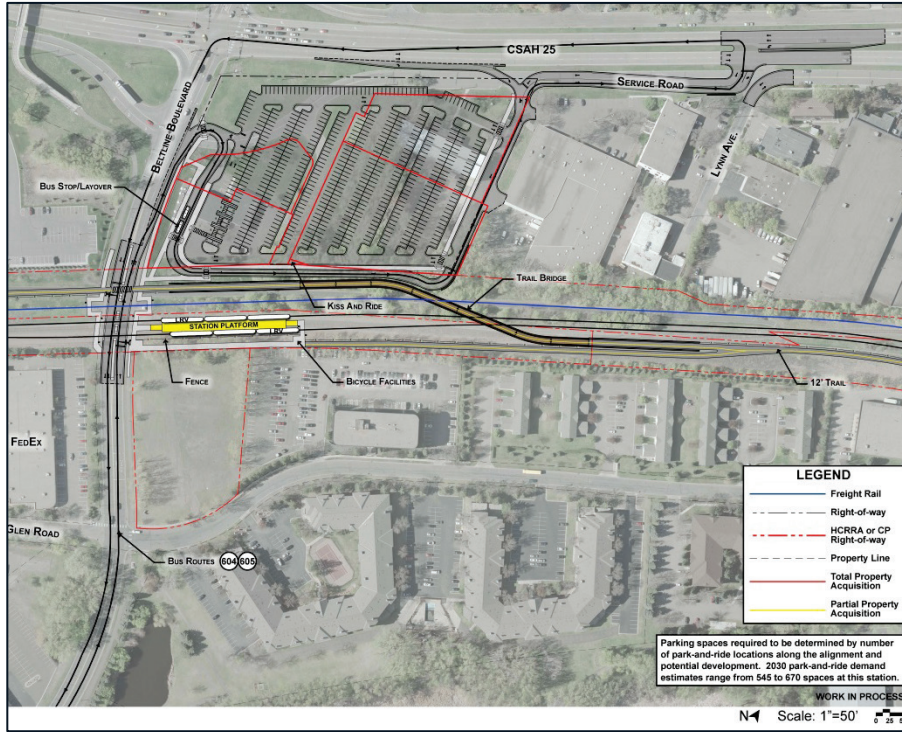 CSAH 25
SERVICE ROAD
BELTLINE BOULEVARD
LYNN AVE.
BUS STOP/LAYOVER
TRAIL BRIDGE
KISS AND RIDE
LRV
STATION PLATFORM
LRV
FENCE
BICYCLE FACILITIES
12' TRAIL
FEDEX
GLEN ROAD
BUS ROUTES 604 605
LEGEND
Freight Rail
Right-of-way
HCRRA or CP
Right-of-way
Property Line
Total Property
Acquisition
Partial Property
Acquisition
Parking spaces required to be determined by number
of park-and-ride locations along the alignment and
potential development. 2030 park-and-ride demand
estimates range from 545 to 670 spaces at this station.
WORK IN PROCESS
N Scale: 1"=50' 0 25